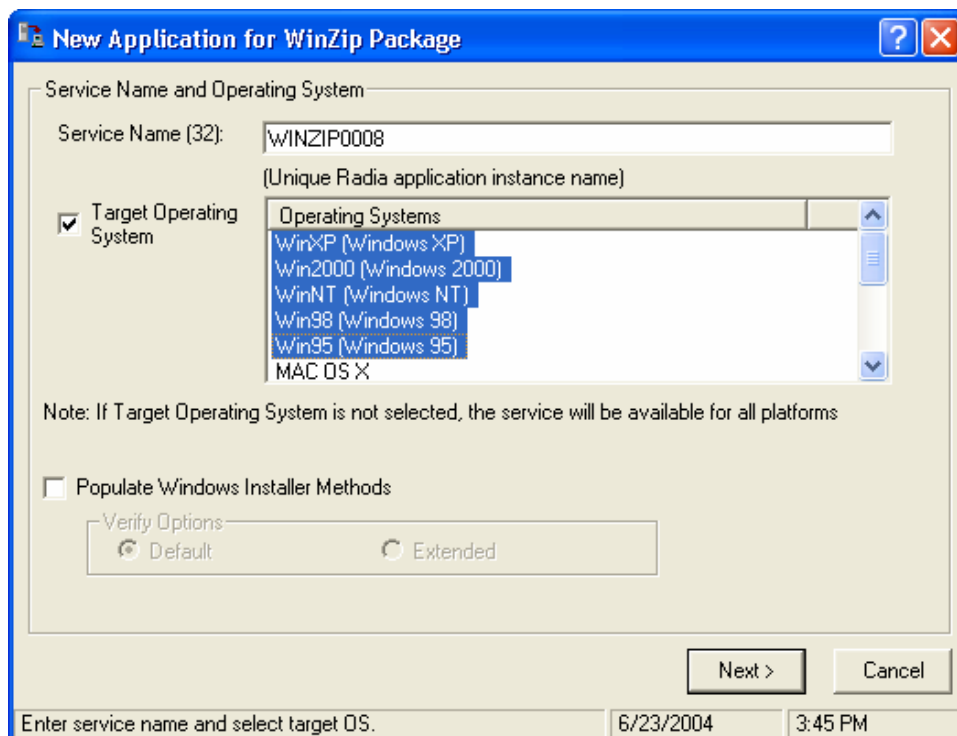 New Application for WinZip Package
Service Name and Operating System
Service Name (32):
WINZIP0008
(Unique Radia application instance name)
Target Operating
System
Operating Systems
WinXP (Windows XP)
Win2000 (Windows 2000)
WinNT (Windows NT)
Win98 (Windows 98)
Win95 (Windows 95)
MAC OS X
Note: If Target Operating System is not selected, the service will be available for all platforms
Populate Windows Installer Methods
Verify Options
Default
Extended
Next >
Cancel
Enter service name and select target OS.
6/23/2004
3:45 PM